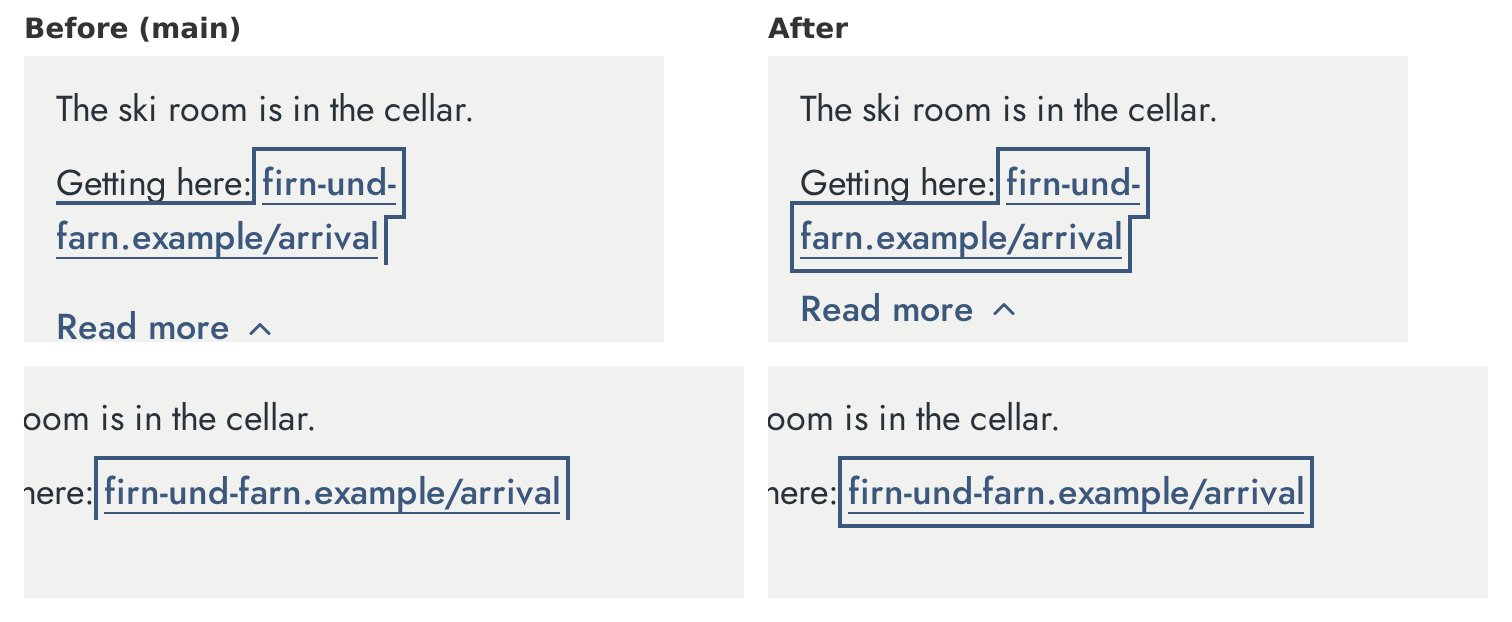 Before (main)
The ski room is in the cellar.
Getting here: firn-und-
farn.example/arrival
Read more
After
The ski room is in the cellar.
Getting here: firn-und-
farn.example/arrival
Read more
oom is in the cellar.
here: firn-und-farn.example/arrival
oom is in the cellar.
here: firn-und-farn.example/arrival